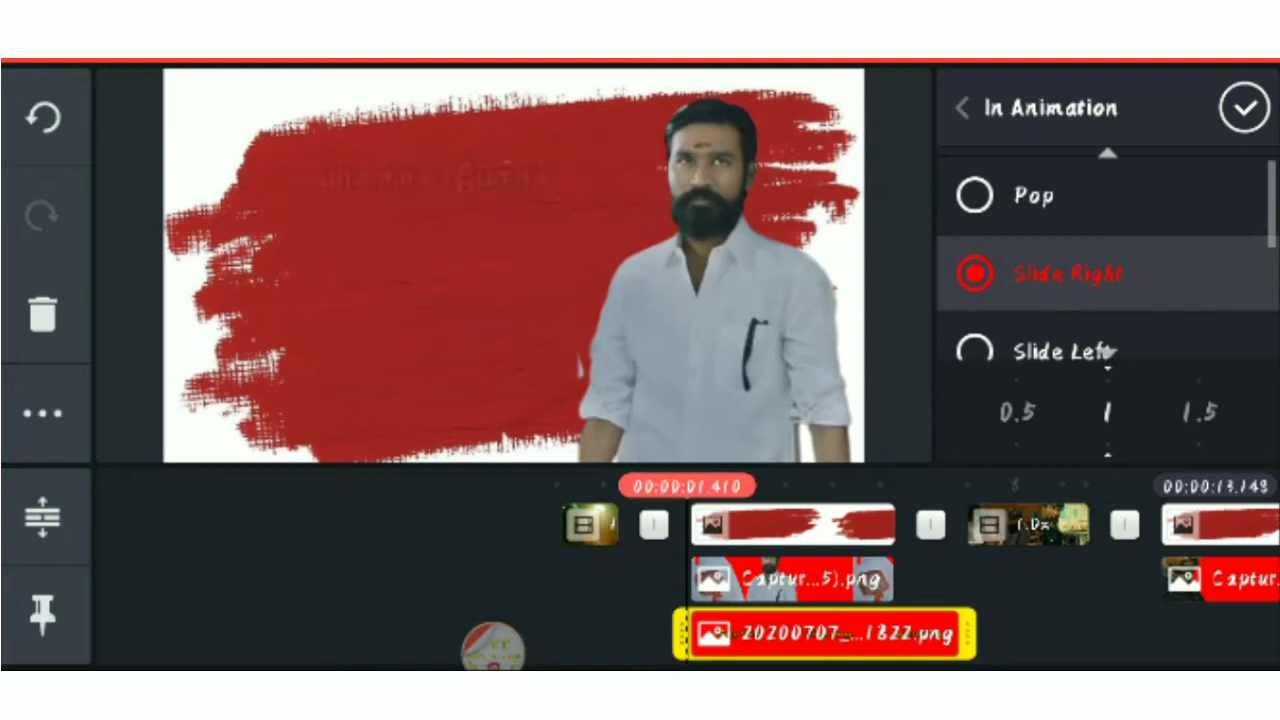 In Animation
Pop
Slide Right
Slide Left
0.5 1 1.5
00:00:01.410
00:00:13.148
Captur...5).png
Captur.
20200707_...1822.png